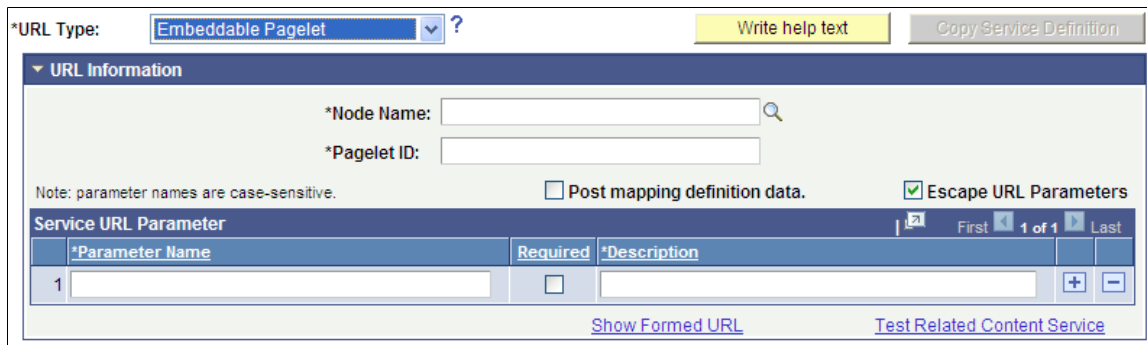 *URL Type: Embeddable Pagelet ? Write help text Copy Service Definition
URL Information
*Node Name:
*Pagelet ID:
Note: parameter names are case-sensitive. Post mapping definition data. Escape URL Parameters
Service URL Parameter First 1 of 1 Last
*Parameter Name Required *Description
1
Show Formed URL Test Related Content Service